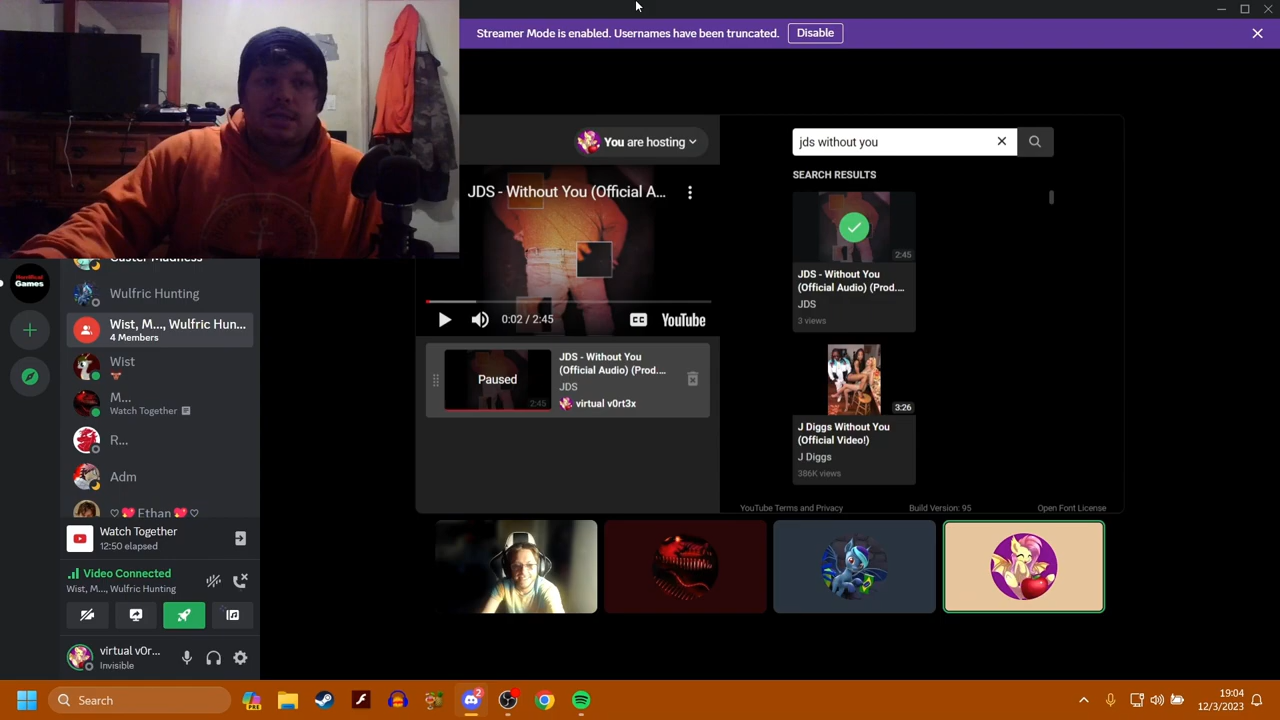 Streamer Mode is enabled. Usernames have been truncated.
Disable
You are hosting
jds without you
SEARCH RESULTS
JDS - Without You (Official A...
2:45
JDS - Without You
(Official Audio) (Prod....
JDS
3 views
0:02 / 2:45
YouTube
CC
Paused
2:45
JDS - Without You
(Official Audio) (Prod....
JDS
virtual v0rt3x
3:26
J Diggs Without You
(Official Video!)
J Diggs
386K views
YouTube Terms and Privacy
Build Version: 95
Open Font License
Games
Wulfric Hunting
Wist, M..., Wulfric Hun...
4 Members
Wist
M...
Watch Together
R...
Adm
Ethan
Watch Together
12:50 elapsed
Video Connected
Wist, M..., Wulfric Hunting
virtual v0r...
Invisible
Search
PRE
2
19:04
12/3/2023